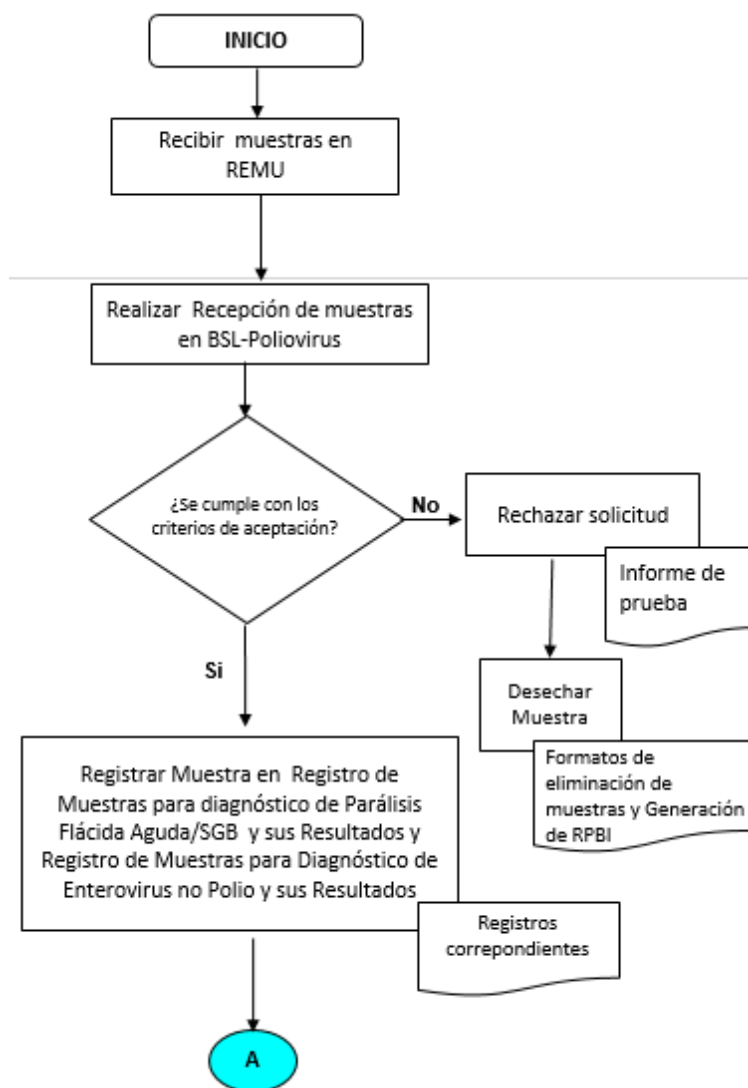 INICIO
Recibir muestras en
REMU
Realizar Recepción de muestras
en BSL-Poliovirus
¿Se cumple con los
criterios de aceptación?
No
Rechazar solicitud
Informe de
prueba
Desechar
Muestra
Formatos de
eliminación de
muestras y Generación
de RPBI
Si
Registrar Muestra en Registro de
Muestras para diagnóstico de Parálisis
Flácida Aguda/SGB y sus Resultados y
Registro de Muestras para Diagnóstico de
Enterovirus no Polio y sus Resultados
Registros
correpondientes
A